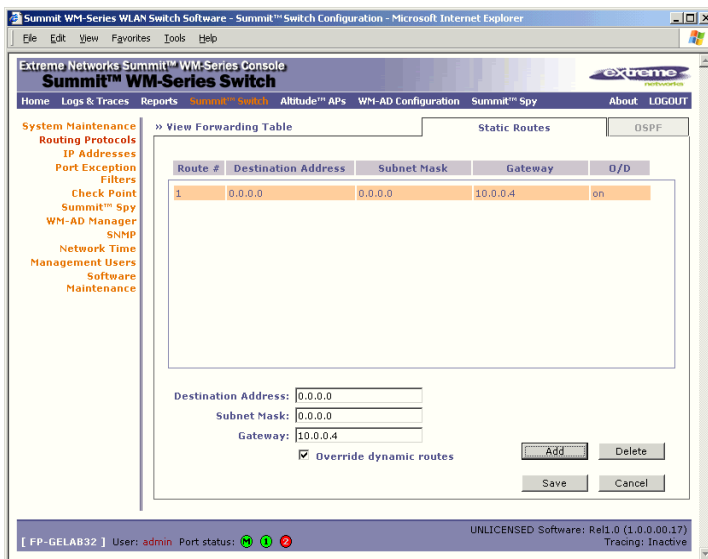 Summit WM-Series WLAN Switch Software - Summit™Switch Configuration - Microsoft Internet Explorer
File Edit View Favorites Tools Help
Extreme Networks Summit™ WM-Series Console
Summit™ WM-Series Switch
extreme
networks
Home Logs & Traces Reports Summit™ Switch Altitude™ APs WM-AD Configuration Summit™ Spy About LOGOUT
System Maintenance
Routing Protocols
IP Addresses
Port Exception
Filters
Check Point
Summit™ Spy
WM-AD Manager
SNMP
Network Time
Management Users
Software
Maintenance
» View Forwarding Table
Static Routes
OSPF
Route # Destination Address Subnet Mask Gateway O/D
1 0.0.0.0 0.0.0.0 10.0.0.4 on
Destination Address: 0.0.0.0
Subnet Mask: 0.0.0.0
Gateway: 10.0.0.4
Override dynamic routes
Add Delete
Save Cancel
[ FP-GELAB32 ] User: admin Port status: M 1 2
UNLICENSED Software: Rel1.0 (1.0.0.00.17)
Tracing: Inactive